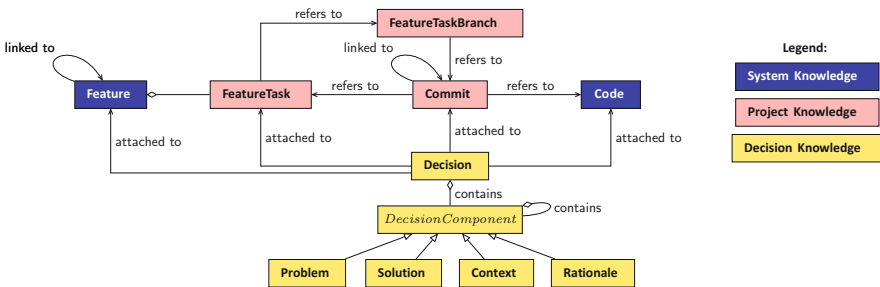 refers to
FeatureTaskBranch
linked to
linked to
refers to
Legend:
System Knowledge
Feature
FeatureTask
refers to
Commit
refers to
Code
Project Knowledge
attached to
attached to
attached to
attached to
Decision Knowledge
Decision
contains
DecisionComponent
contains
Problem
Solution
Context
Rationale